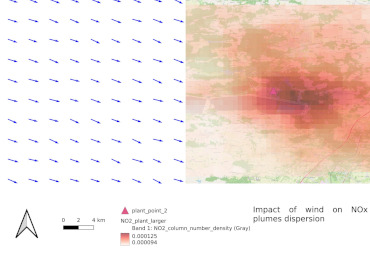 Impact of wind on NOx
plumes dispersion
0 2 4 km
plant_point_2
NO2_plant_larger
Band 1: NO2_column_number_density (Gray)
0.000125
0.000094